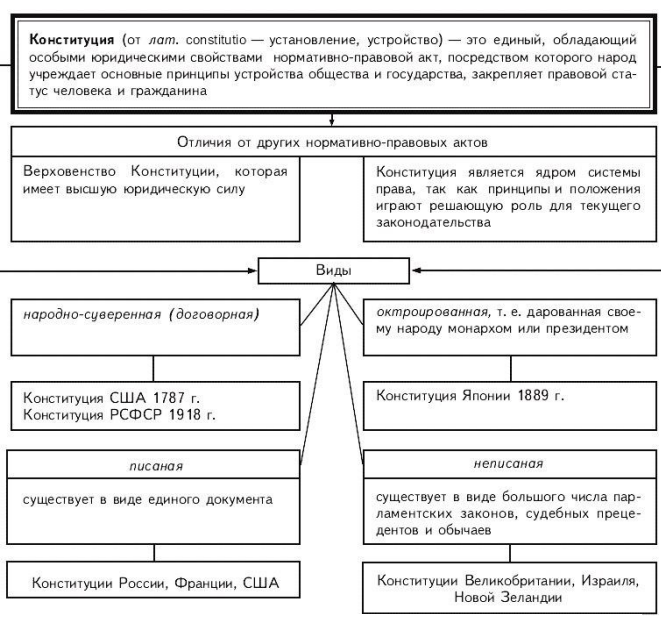 Конституция (от лат. constitutio — установление, устройство) — это единый, обладающий
особыми юридическими свойствами нормативно-правовой акт, посредством которого народ
учреждает основные принципы устройства общества и государства, закрепляет правовой ста-
тус человека и гражданина
Отличия от других нормативно-правовых актов
Верховенство Конституции, которая
имеет высшую юридическую силу
Конституция является ядром системы
права, так как принципы и положения
играют решающую роль для текущего
законодательства
Виды
народно-суверенная (договорная)
октроированная, т. е. дарованная свое-
му народу монархом или президентом
Конституция США 1787 г.
Конституция РСФСР 1918 г.
Конституция Японии 1889 г.
писаная
существует в виде единого документа
неписаная
существует в виде большого числа пар-
ламентских законов, судебных преце-
дентов и обычаев
Конституции России, Франции, США
Конституции Великобритании, Израиля,
Новой Зеландии